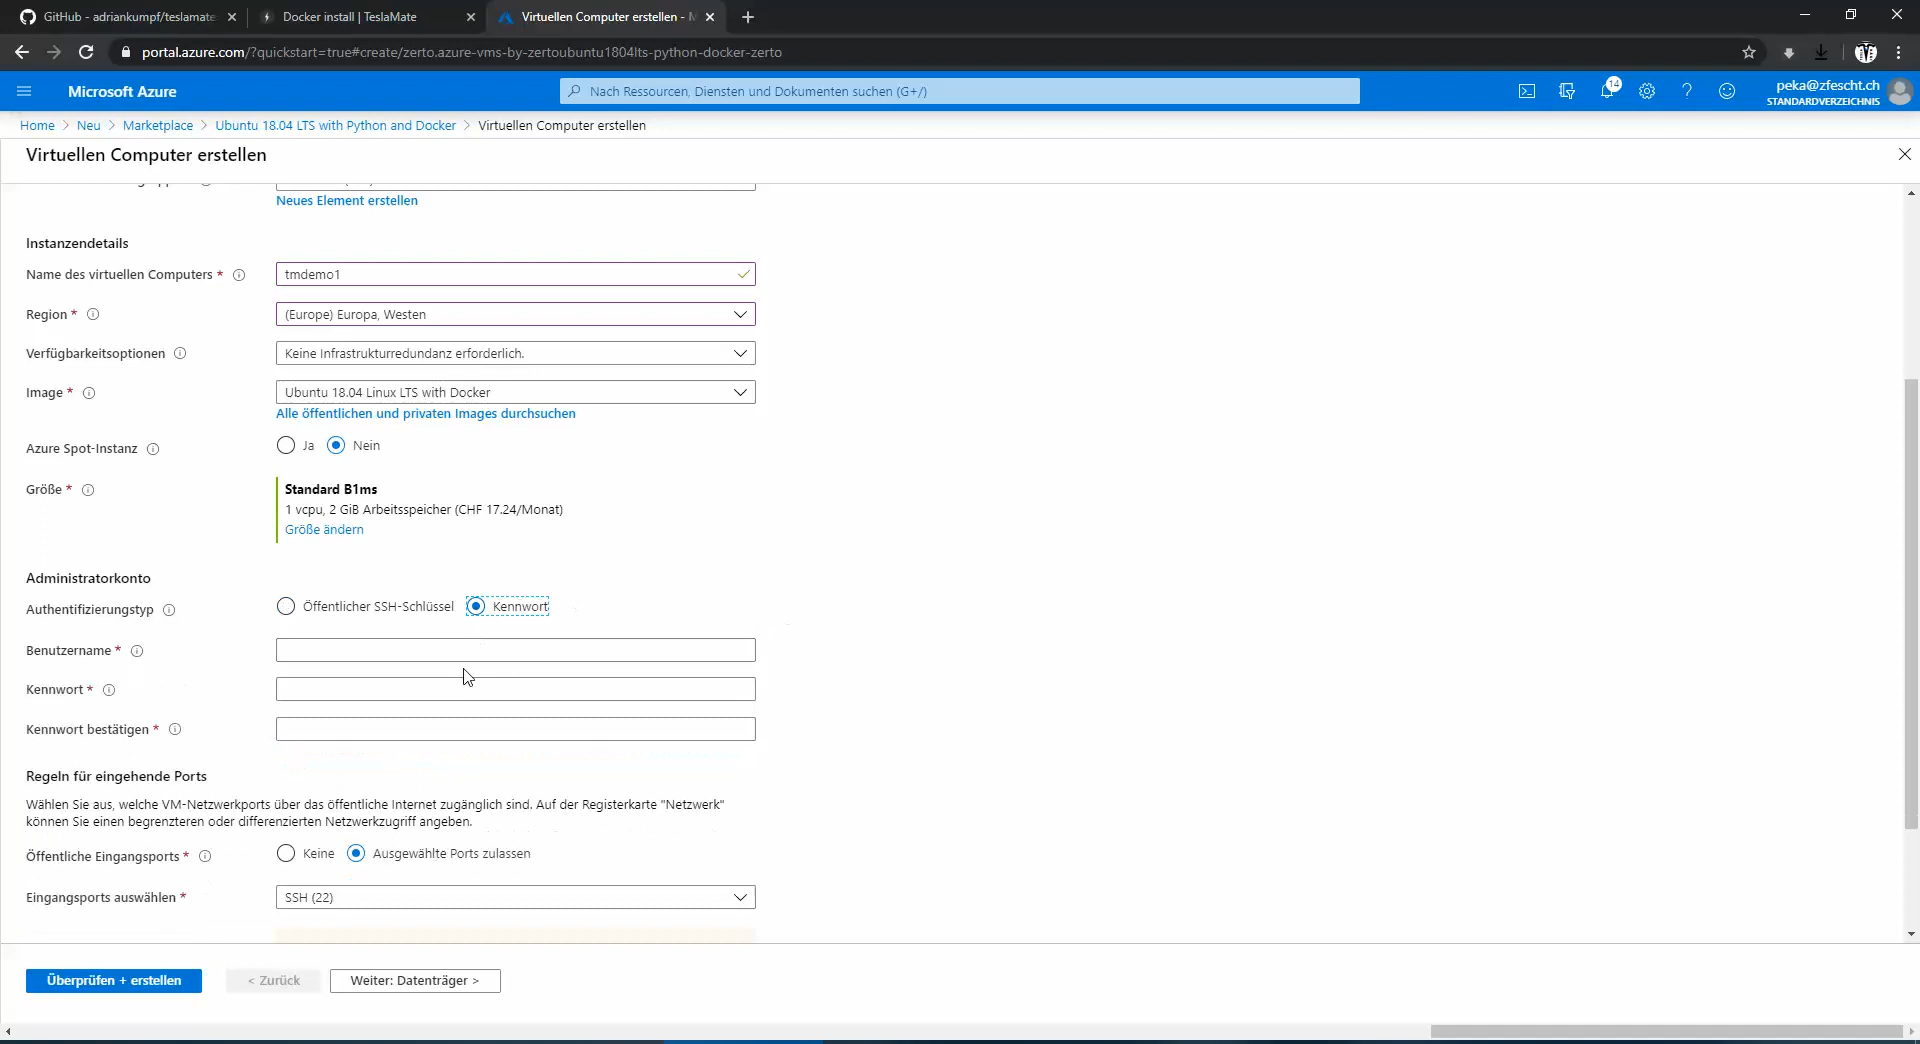 GitHub - adriankumpf/teslamate
Docker install | TeslaMate
Virtuellen Computer erstellen - M
portal.azure.com/?quickstart=true#create/zerto.azure-vms-by-zertoubuntu1804lts-python-docker-zerto
Microsoft Azure
Nach Ressourcen, Diensten und Dokumenten suchen (G+/)
14
peka@zfescht.ch
STANDARDVERZEICHNIS
Home > Neu > Marketplace > Ubuntu 18.04 LTS with Python and Docker > Virtuellen Computer erstellen
Virtuellen Computer erstellen
Neues Element erstellen
Instanzendetails
Name des virtuellen Computers *
tmdemo1
Region *
(Europe) Europa, Westen
Verfügbarkeitsoptionen
Keine Infrastrukturredundanz erforderlich.
Image *
Ubuntu 18.04 Linux LTS with Docker
Alle öffentlichen und privaten Images durchsuchen
Azure Spot-Instanz
Ja Nein
Größe *
Standard B1ms
1 vcpu, 2 GiB Arbeitsspeicher (CHF 17.24/Monat)
Größe ändern
Administratorkonto
Authentifizierungstyp
Öffentlicher SSH-Schlüssel Kennwort
Benutzername *
Kennwort *
Kennwort bestätigen *
Regeln für eingehende Ports
Wählen Sie aus, welche VM-Netzwerkports über das öffentliche Internet zugänglich sind. Auf der Registerkarte "Netzwerk"
können Sie einen begrenzteren oder differenzierten Netzwerkzugriff angeben.
Öffentliche Eingangsports *
Keine Ausgewählte Ports zulassen
Eingangsports auswählen *
SSH (22)
Überprüfen + erstellen
< Zurück
Weiter: Datenträger >